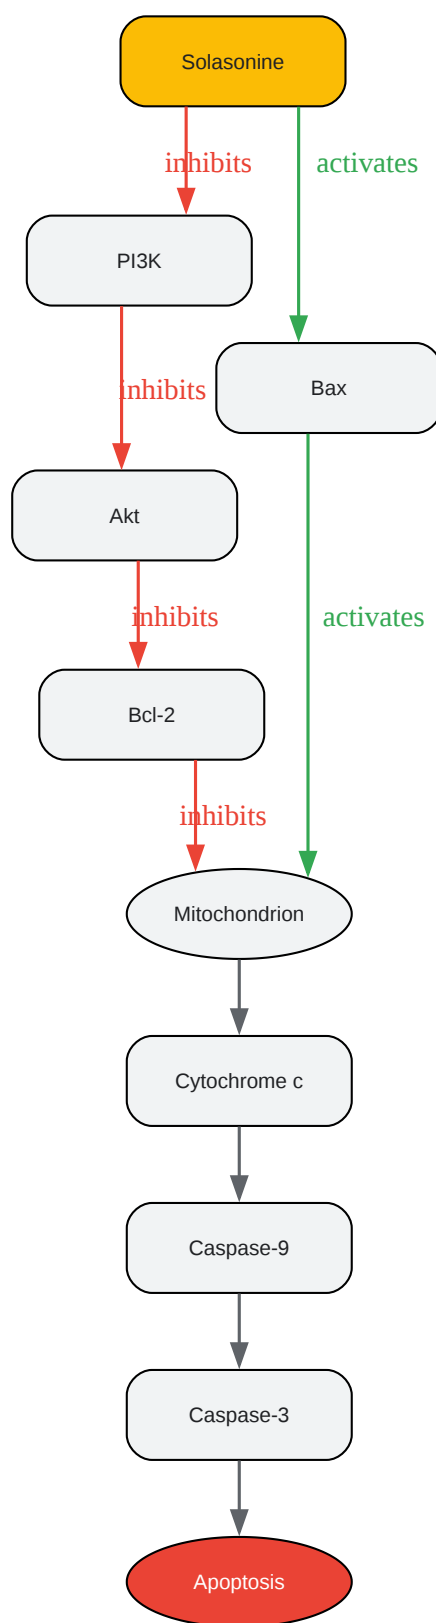 Solasonine
inhibits
activates
PI3K
Bax
inhibits
Akt
inhibits
activates
Bcl-2
inhibits
Mitochondrion
Cytochrome c
Caspase-9
Caspase-3
Apoptosis